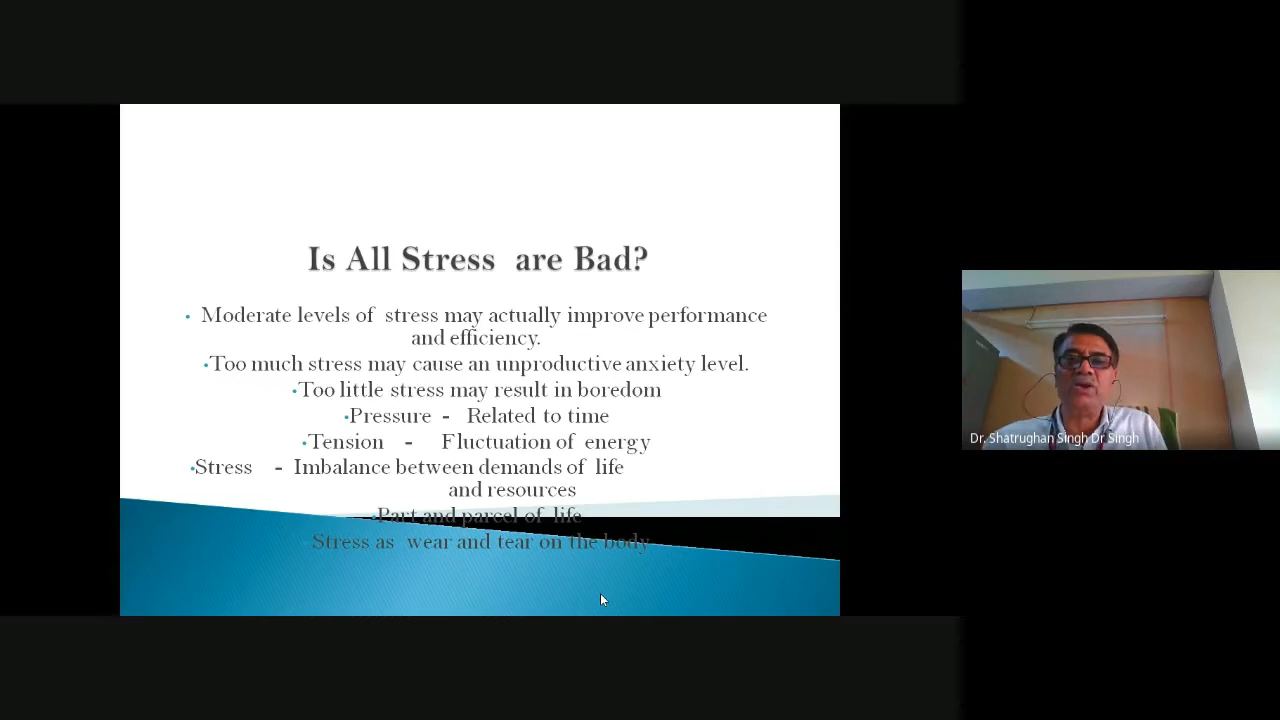 Is All Stress are Bad?
• Moderate levels of stress may actually improve performance
and efficiency.
•Too much stress may cause an unproductive anxiety level.
•Too little stress may result in boredom
•Pressure - Related to time
•Tension - Fluctuation of energy
•Stress - Imbalance between demands of life
and resources
•Part and parcel of life
Stress as wear and tear on the body
Dr. Shatrughan Singh Dr Singh